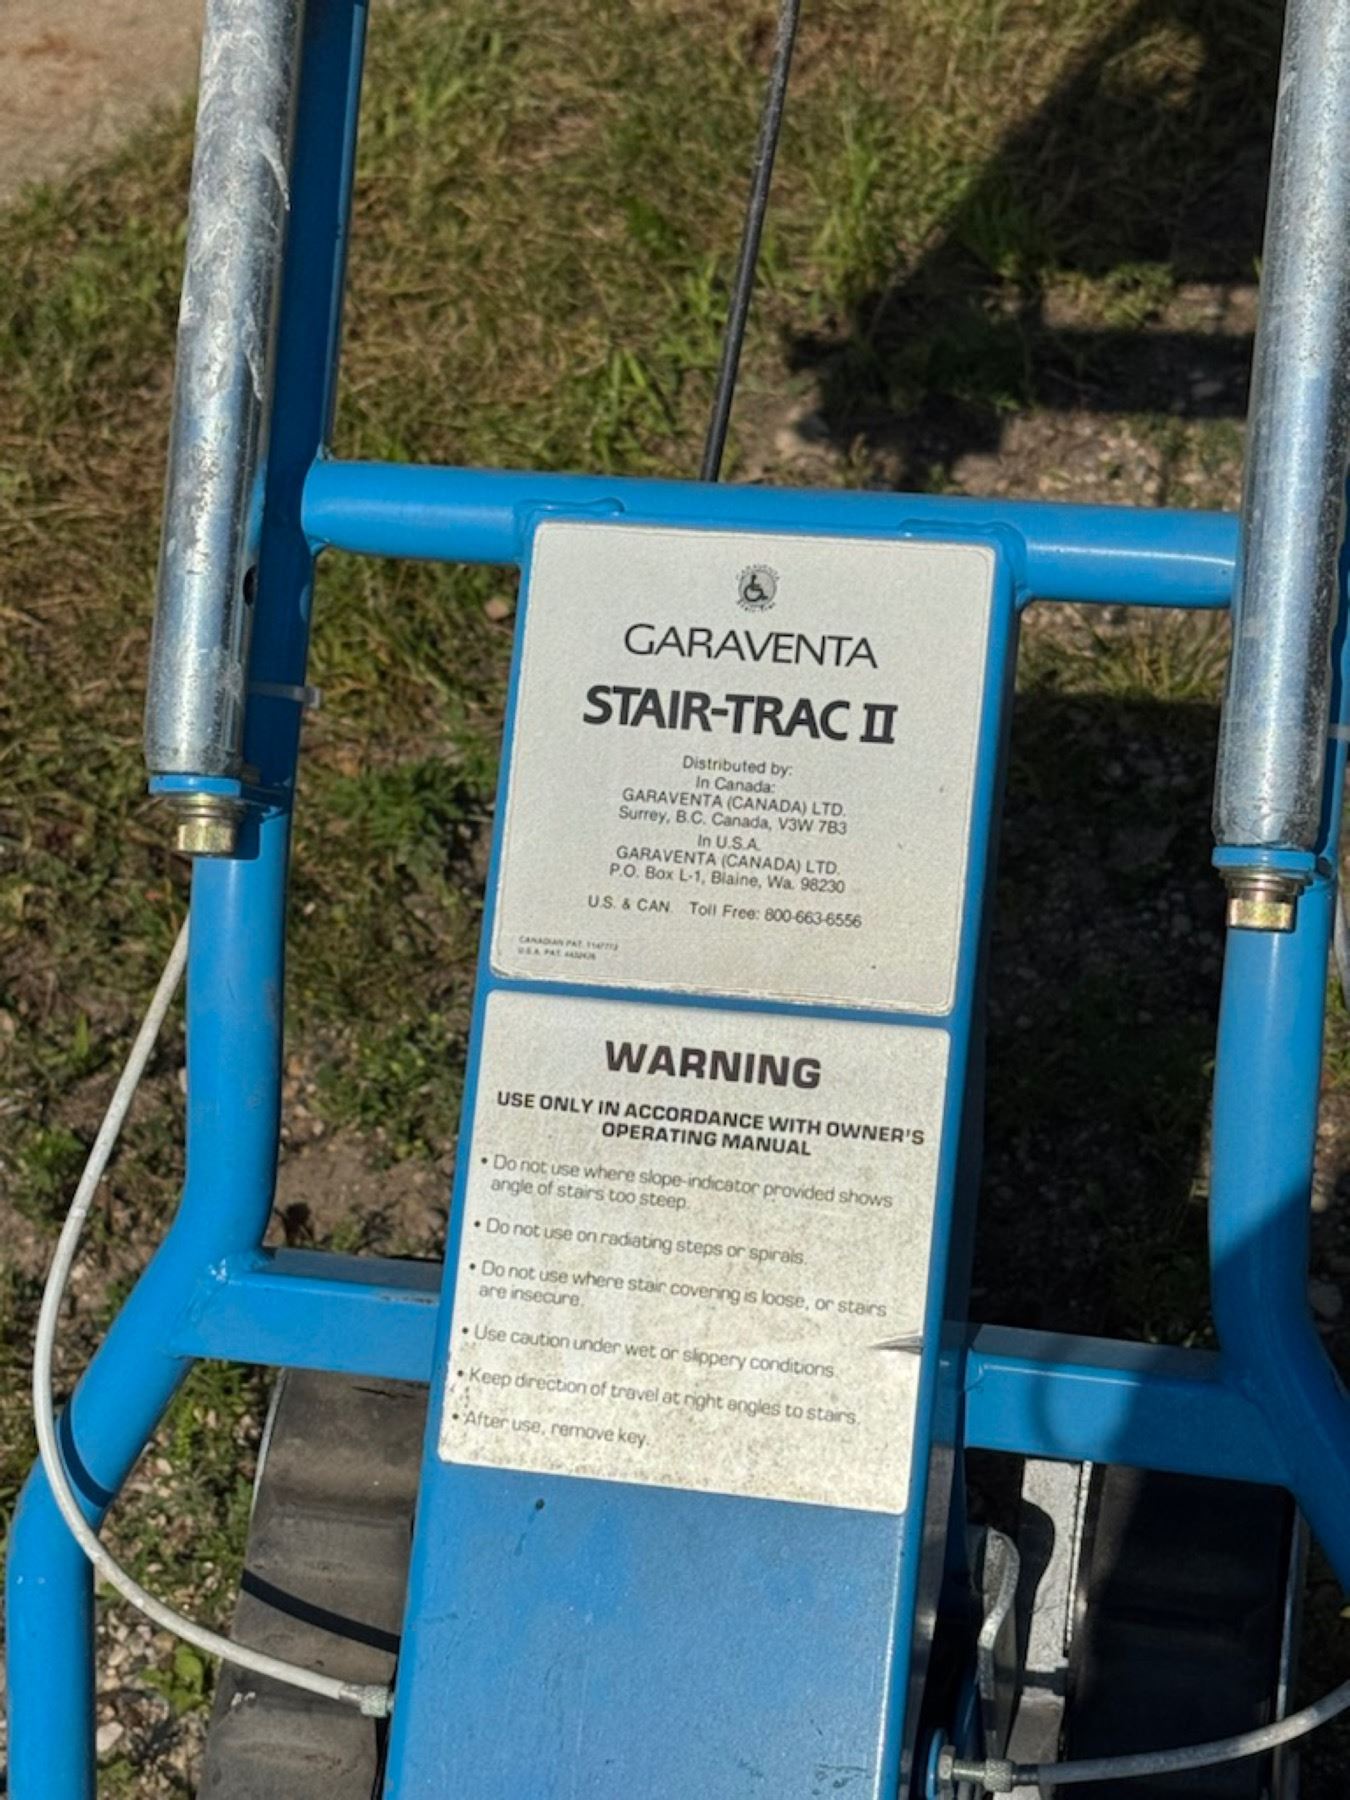 GARAVENTA
STAIR-TRAC II
Distributed by:
In Canada:
GARAVENTA (CANADA) LTD.
Surrey, B.C. Canada, V3W 7B3
In U.S.A.
GARAVENTA (CANADA) LTD.
P.O. Box L-1, Blaine, Wa. 98230
U.S. & CAN. Toll Free: 800-663-6556
CANADIAN PAT. 1147773
U.S.A. PAT.
WARNING
USE ONLY IN ACCORDANCE WITH OWNER'S
OPERATING MANUAL
• Do not use where slope-indicator provided shows
angle of stairs too steep.
• Do not use on radiating steps or spirals.
• Do not use where stair covering is loose, or stairs
are insecure.
• Use caution under wet or slippery conditions.
• Keep direction of travel at right angles to stairs.
• After use, remove key.